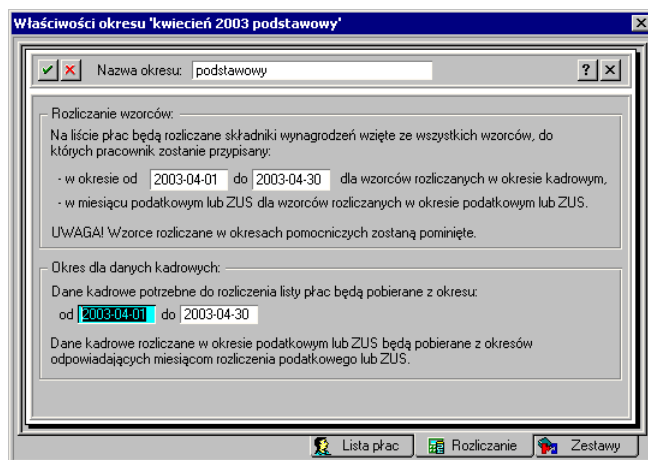 Właściwości okresu 'kwiecień 2003 podstawowy'
Nazwa okresu: podstawowy
Rozliczanie wzorców:
Na liście płac będą rozliczane składniki wynagrodzeń wzięte ze wszystkich wzorców, do
których pracownik zostanie przypisany:
- w okresie od 2003-04-01 do 2003-04-30 dla wzorców rozliczanych w okresie kadrowym,
- w miesiącu podatkowym lub ZUS dla wzorców rozliczanych w okresie podatkowym lub ZUS.
UWAGA! Wzorce rozliczane w okresach pomocniczych zostaną pominięte.
Okres dla danych kadrowych:
Dane kadrowe potrzebne do rozliczenia listy płac będą pobierane z okresu:
od 2003-04-01 do 2003-04-30
Dane kadrowe rozliczane w okresie podatkowym lub ZUS będą pobierane z okresów
odpowiadających miesiącom rozliczenia podatkowego lub ZUS.
Lista płac Rozliczanie Zestawy